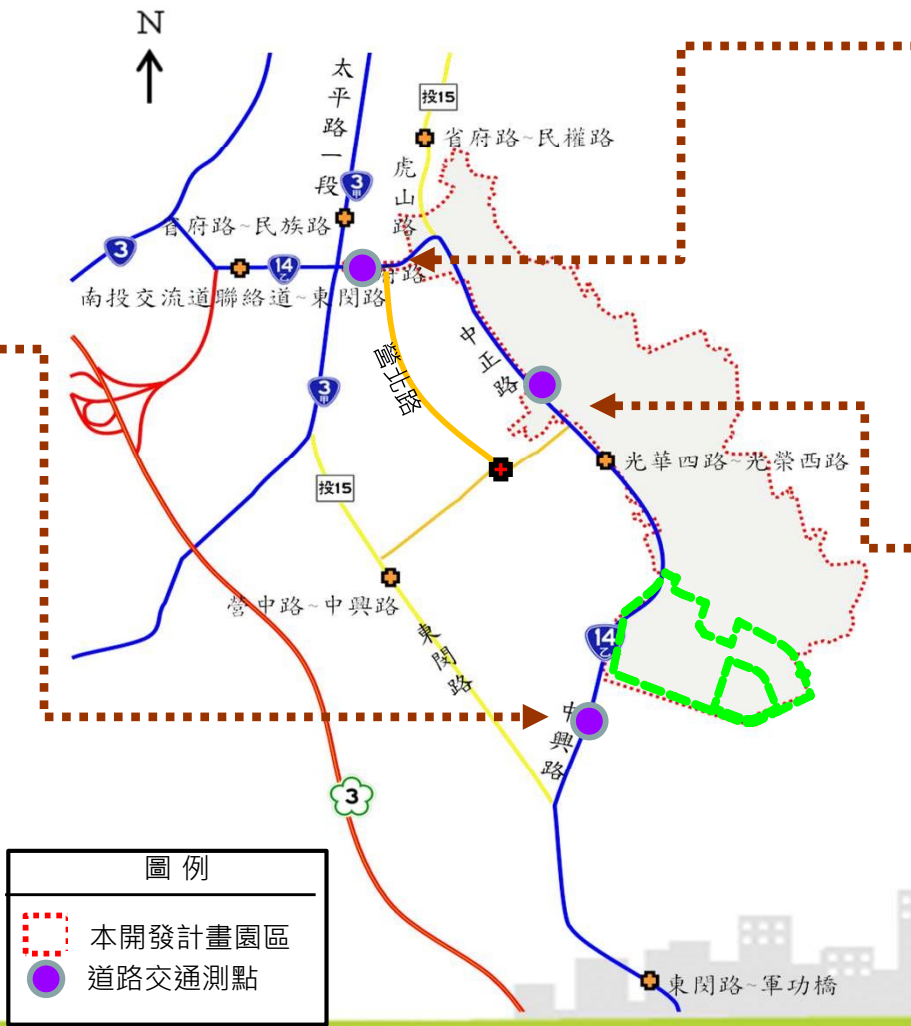 N
太平路一段
投15
省府路~民權路
虎山路
3甲
省府路~民族路
3
14乙
府路
南投交流道聯絡道~東閔路
中正路
營北路
3甲
光華四路~光榮西路
投15
營中路~中興路
14乙
東閔路
中興路
3
圖例
本開發計畫園區
道路交通測點
東閔路~軍功橋